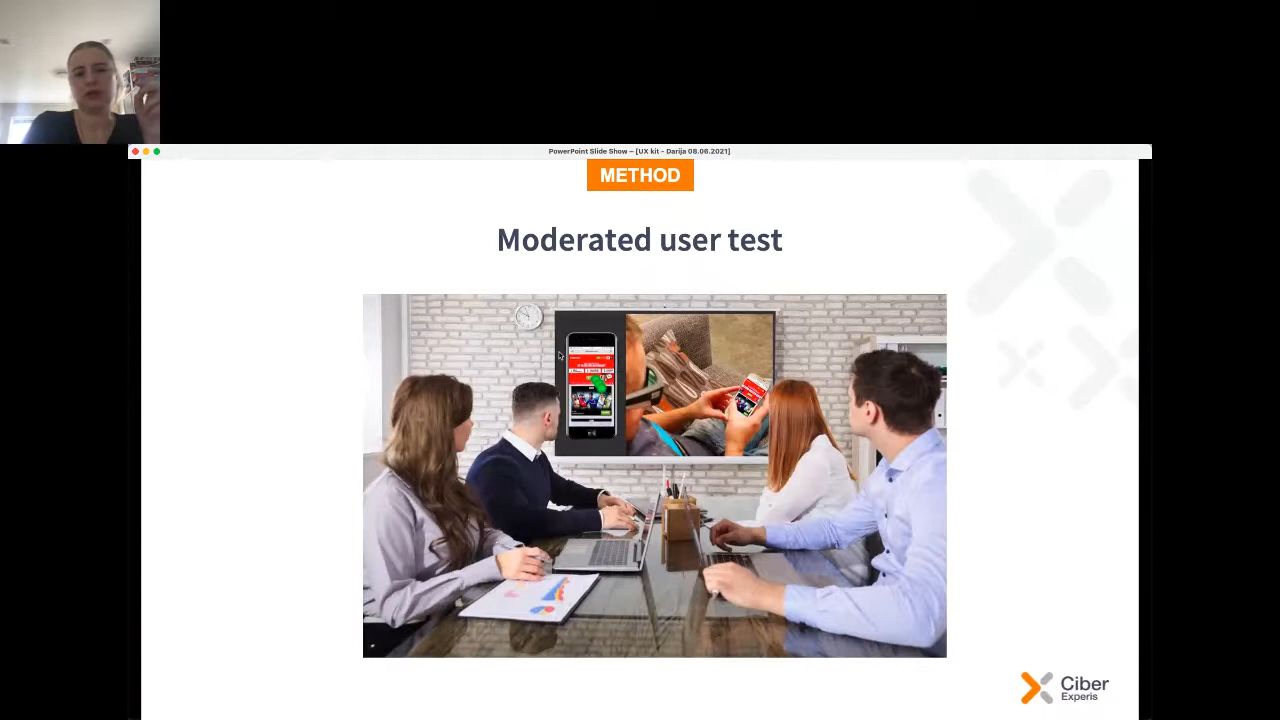 PowerPoint Slide Show – [UX kit - Darija 08.06.2021]
METHOD
Moderated user test
Ciber
Experis